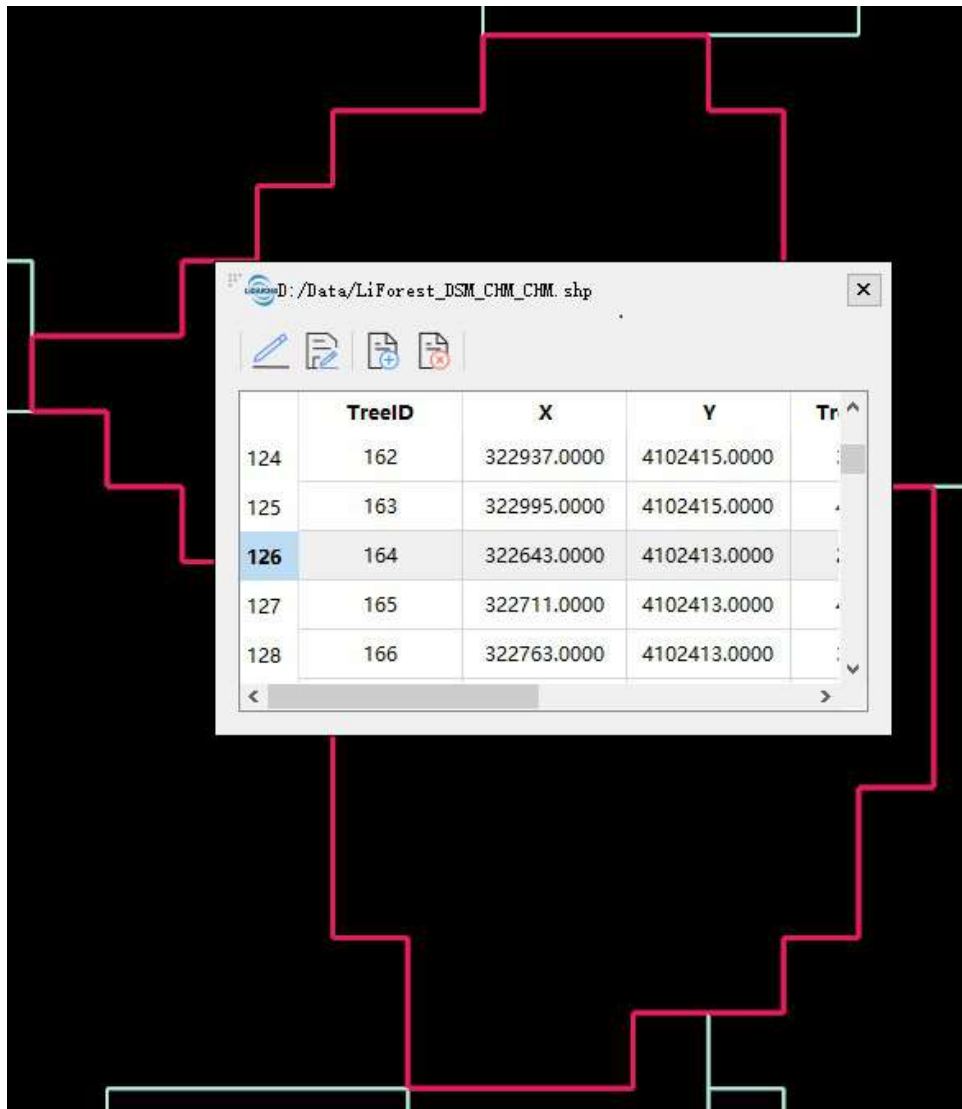 D:/Data/LiForest_DSM_CHM_CHM.shp
TreeID X Y
124 162 322937.0000 4102415.0000
125 163 322995.0000 4102415.0000
126 164 322643.0000 4102413.0000
127 165 322711.0000 4102413.0000
128 166 322763.0000 4102413.0000